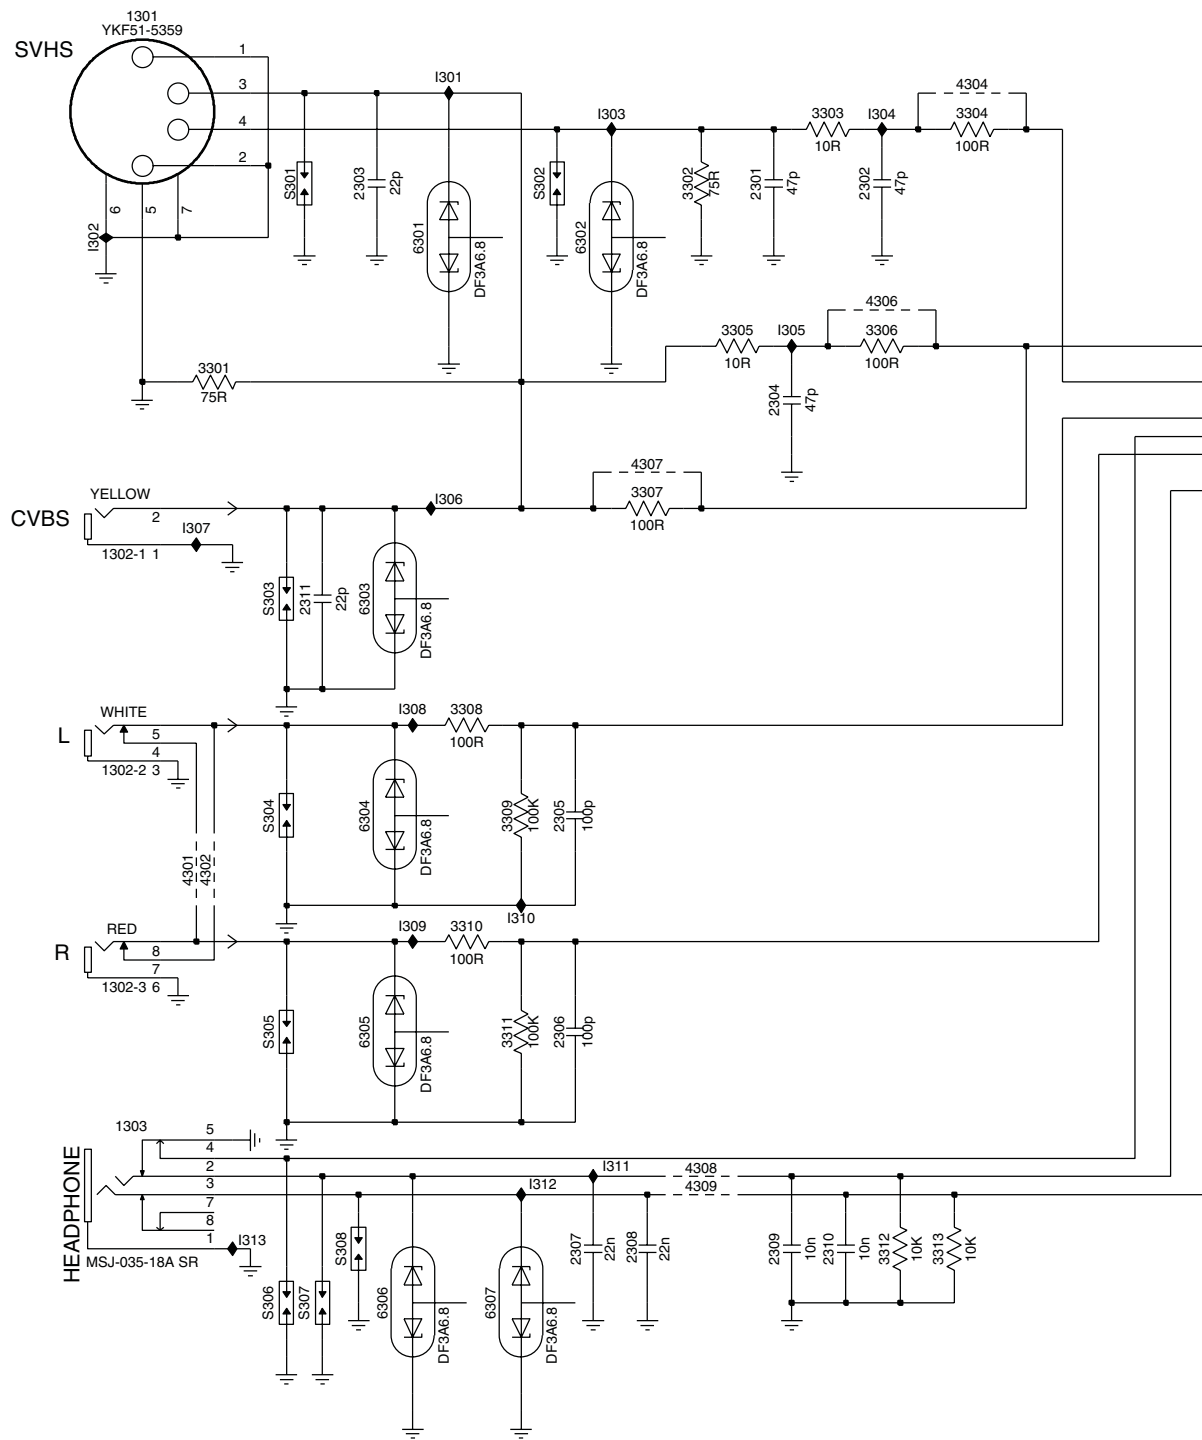 1301
YKF51-5359
SVHS
1
3
4
2
6
5
7
I302
I301
S301
2303
22p
6301
DF3A6.8
I303
S302
6302
DF3A6.8
3302
75R
2301
47p
3303
10R
I304
2302
47p
4304
3304
100R
3301
75R
3305
10R
I305
2304
47p
4306
3306
100R
CVBS
YELLOW
2
I307
1302-1 1
I306
S303
2311
22p
6303
DF3A6.8
4307
3307
100R
L
WHITE
5
4
1302-2 3
4301
4302
S304
6304
DF3A6.8
I308
3308
100R
3309
100K
2305
100p
I310
R
RED
8
7
1302-3 6
S305
6305
DF3A6.8
I309
3310
100R
3311
100K
2306
100p
HEADPHONE
1303
5
4
2
3
7
8
1
I313
MSJ-035-18A SR
S306
S307
S308
6306
DF3A6.8
6307
DF3A6.8
I312
I311
2307
22n
2308
22n
4308
4309
2309
10n
2310
10n
3312
10K
3313
10K